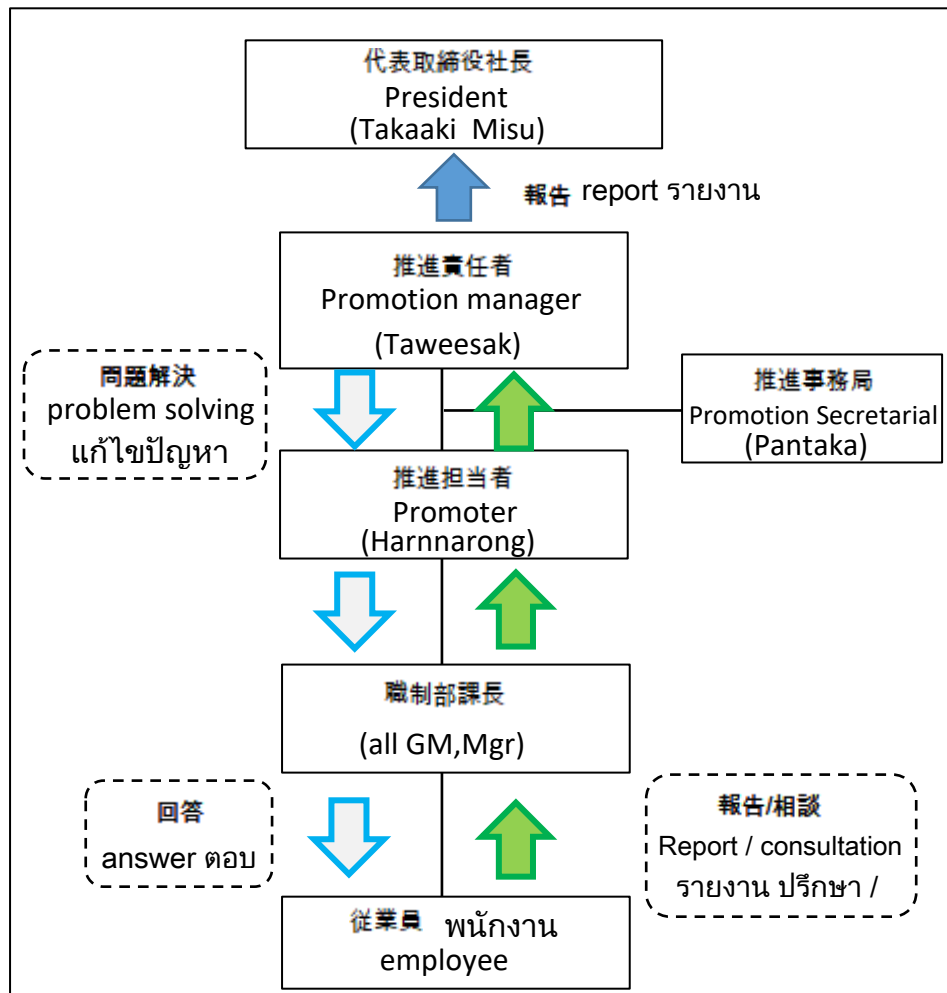 代表取締役社長
President
(Takaaki Misu)
報告 report รายงาน
推進責任者
Promotion manager
(Taweesak)
問題解決
problem solving
แก้ไขปัญหา
推進事務局
Promotion Secretarial
(Pantaka)
推進担当者
Promoter
(Harnnarong)
職制部課長
(all GM,Mgr)
回答
answer ตอบ
報告/相談
Report / consultation
รายงาน ปรึกษา /
従業員 พนักงาน
employee